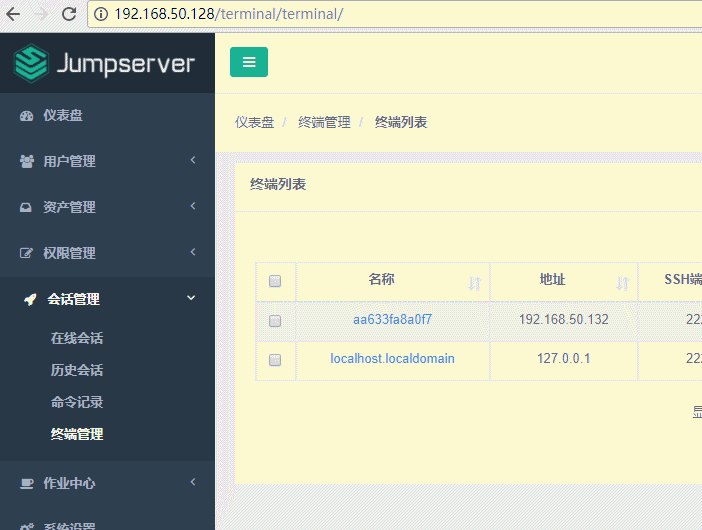 192.168.50.128/terminal/terminal/
Jumpserver
仪表盘
用户管理
资产管理
权限管理
会话管理
在线会话
历史会话
命令记录
终端管理
作业中心
系统设置
仪表盘 / 终端管理 / 终端列表
终端列表
名称 地址 SSH端
aa633fa8a0f7 192.168.50.132 222
localhost.localdomain 127.0.0.1 222
显